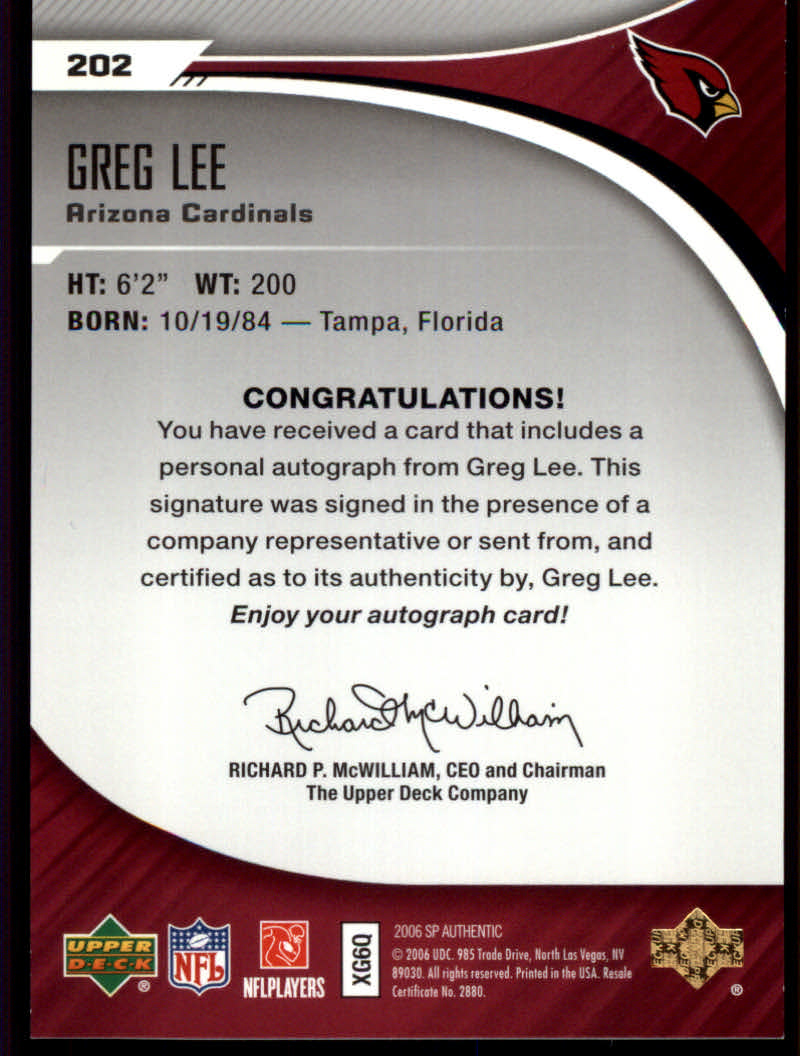 202
GREG LEE
Arizona Cardinals
HT: 6'2" WT: 200
BORN: 10/19/84 — Tampa, Florida
CONGRATULATIONS!
You have received a card that includes a
personal autograph from Greg Lee. This
signature was signed in the presence of a
company representative or sent from, and
certified as to its authenticity by, Greg Lee.
Enjoy your autograph card!
Richard McWilliam
RICHARD P. McWILLIAM, CEO and Chairman
The Upper Deck Company
UPPER
D·E·C·K
®
NFL
NFLPLAYERS
XG6Q
2006 SP AUTHENTIC
© 2006 UDC. 985 Trade Drive, North Las Vegas, NV
89030. All rights reserved. Printed in the USA. Resale
Certificate No. 2880.
®